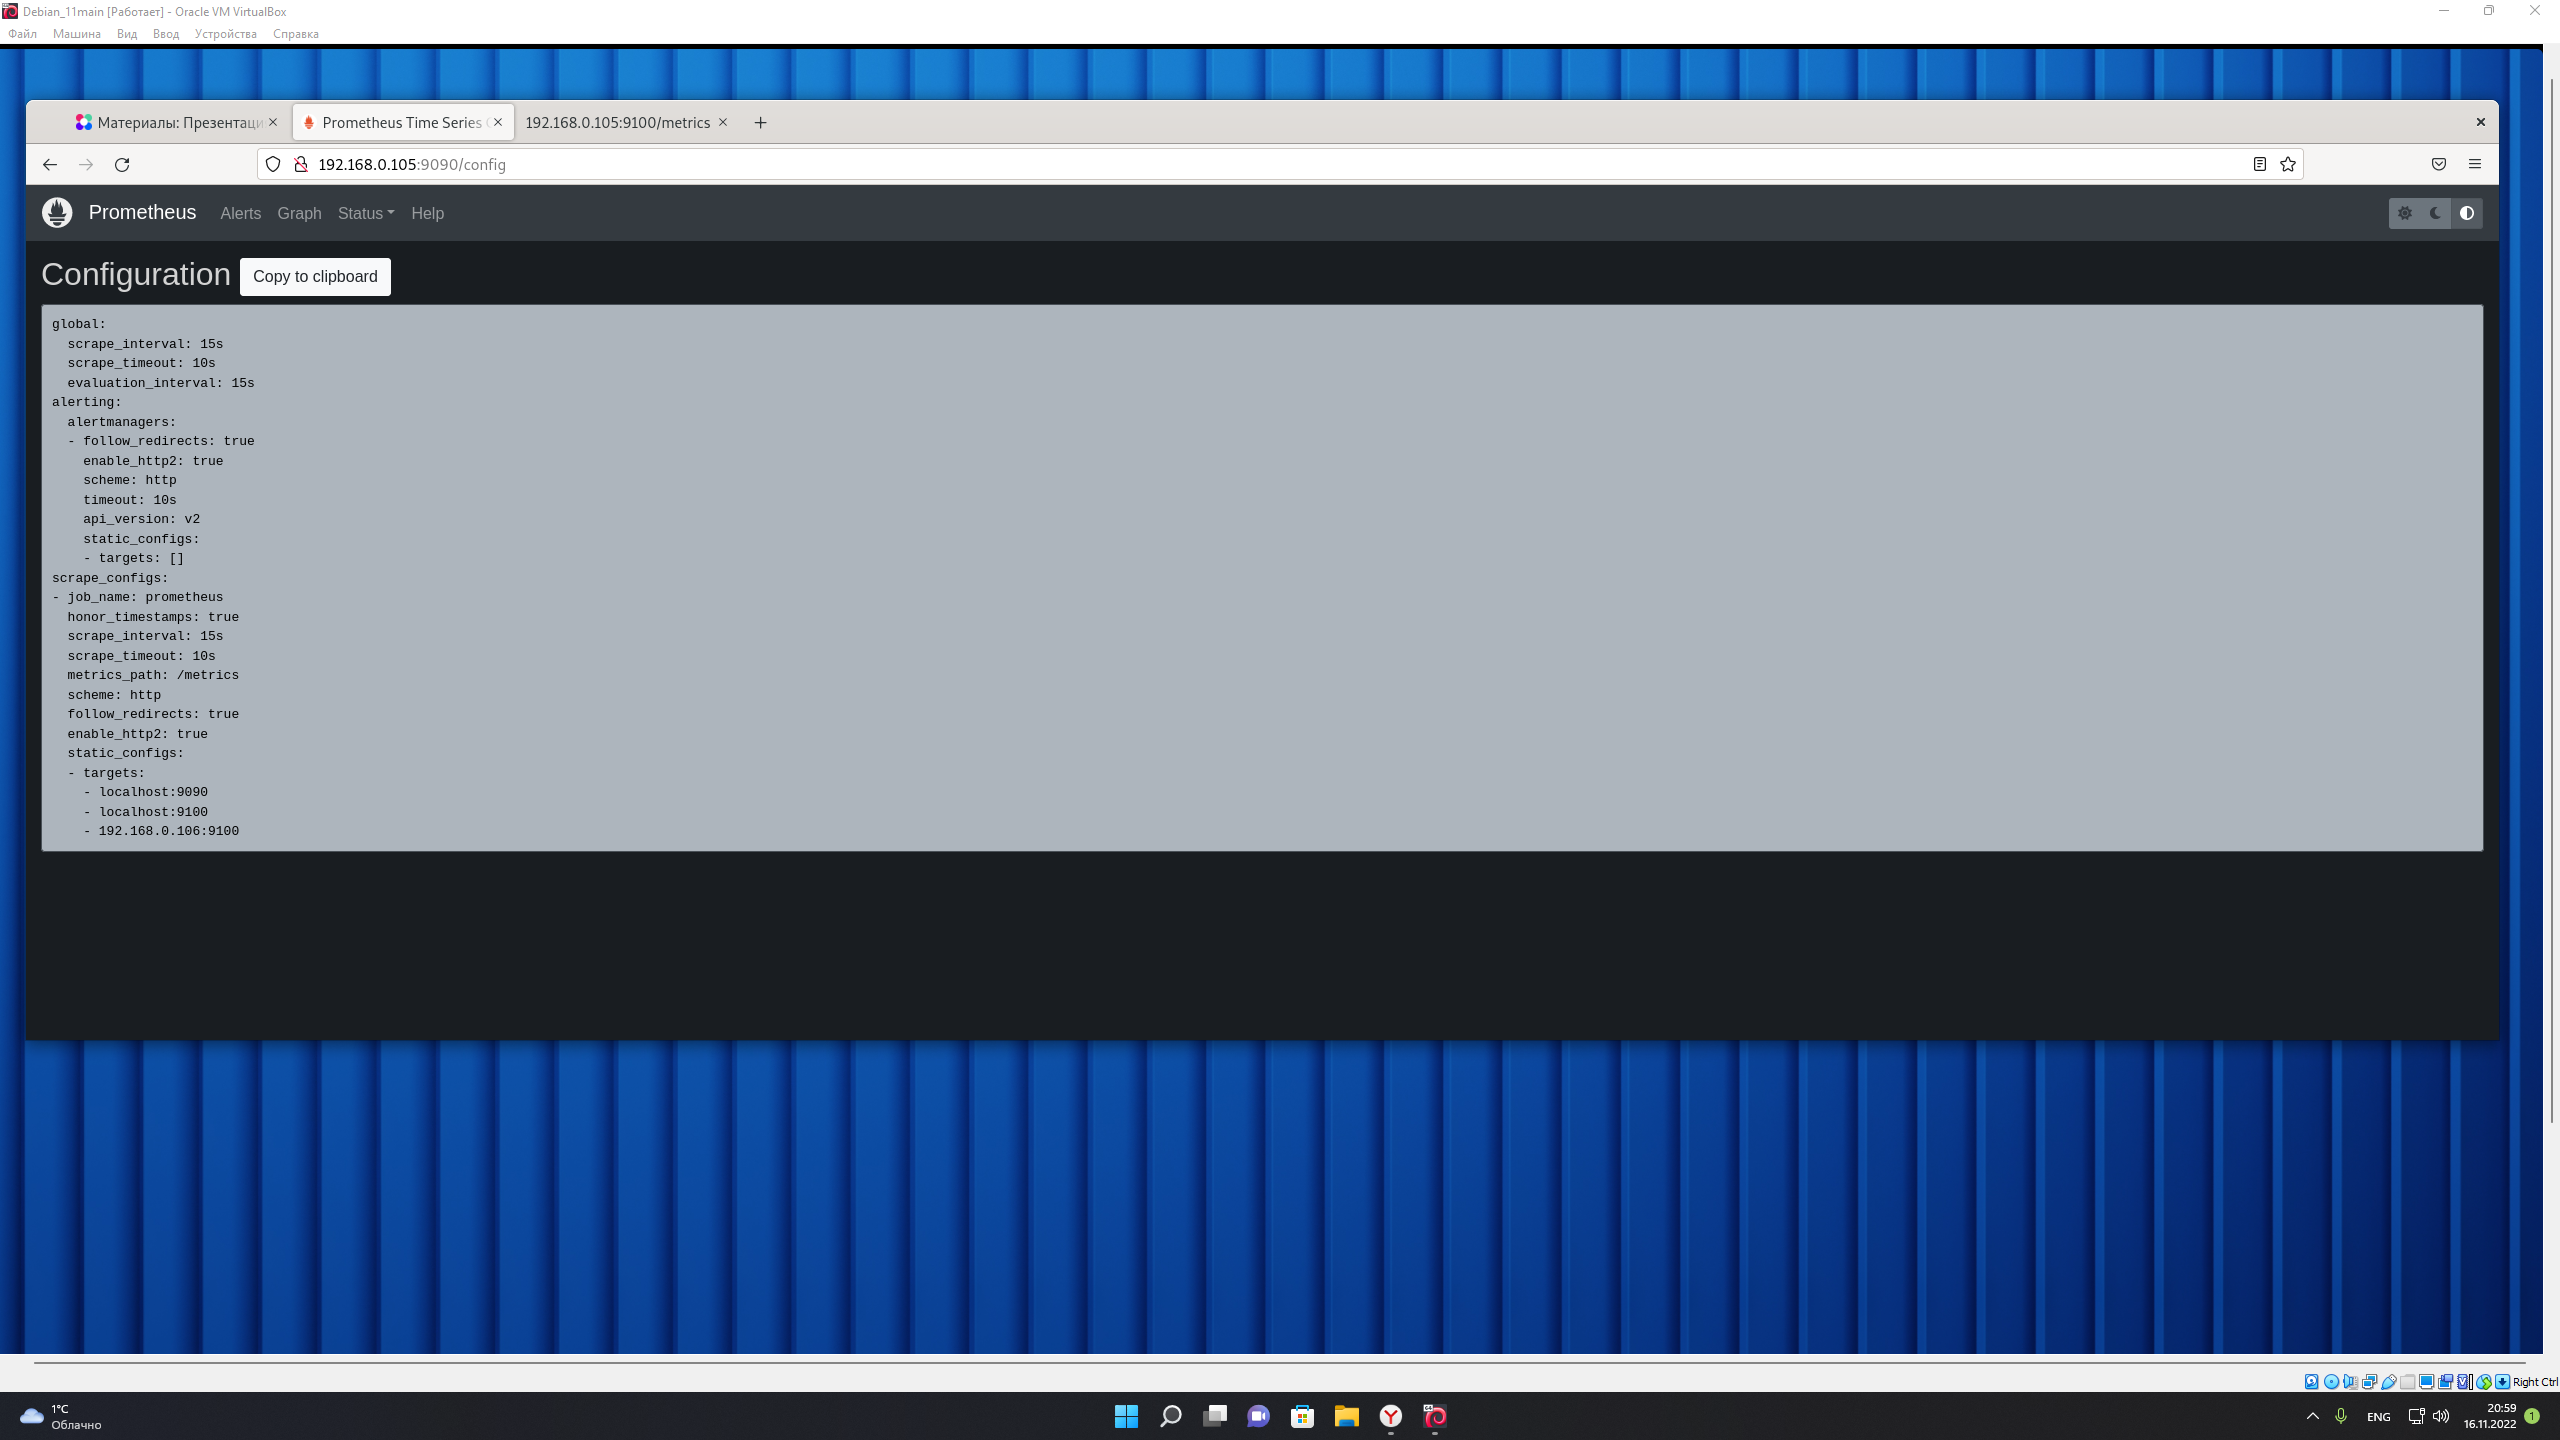 Debian_11main [Работает] - Oracle VM VirtualBox
Файл Машина Вид Ввод Устройства Справка
Материалы: Презентаци
Prometheus Time Series
192.168.0.105:9100/metrics
192.168.0.105:9090/config
Prometheus Alerts Graph Status Help
Configuration Copy to clipboard
global:
  scrape_interval: 15s
  scrape_timeout: 10s
  evaluation_interval: 15s
alerting:
  alertmanagers:
  - follow_redirects: true
    enable_http2: true
    scheme: http
    timeout: 10s
    api_version: v2
    static_configs:
    - targets: []
scrape_configs:
- job_name: prometheus
  honor_timestamps: true
  scrape_interval: 15s
  scrape_timeout: 10s
  metrics_path: /metrics
  scheme: http
  follow_redirects: true
  enable_http2: true
  static_configs:
  - targets:
    - localhost:9090
    - localhost:9100
    - 192.168.0.106:9100
Right Ctrl
1°C
Облачно
ENG
20:59
16.11.2022
1